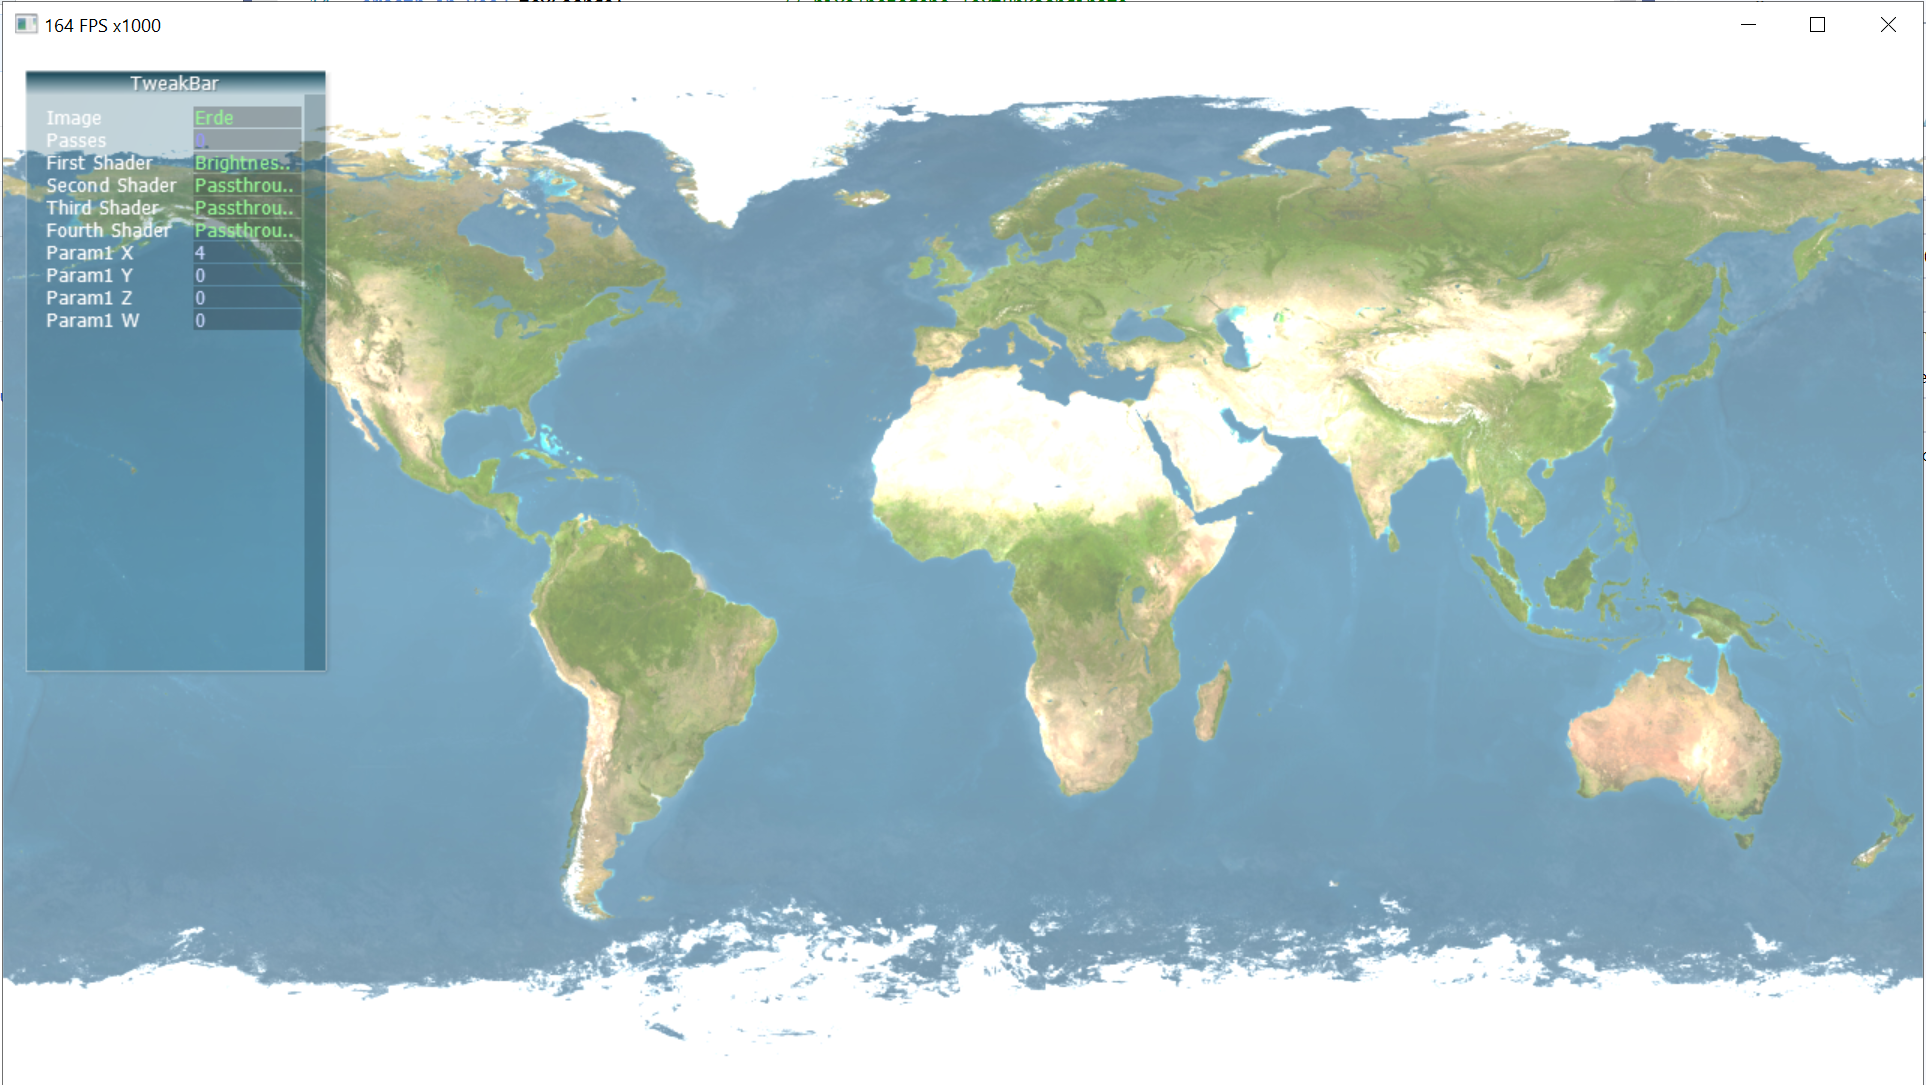 164 FPS x1000
TweakBar
Image Erde
Passes
First Shader Brightnes..
Second Shader Passthrou..
Third Shader Passthrou..
Fourth Shader Passthrou..
Param1 X 4
Param1 Y 0
Param1 Z 0
Param1 W 0